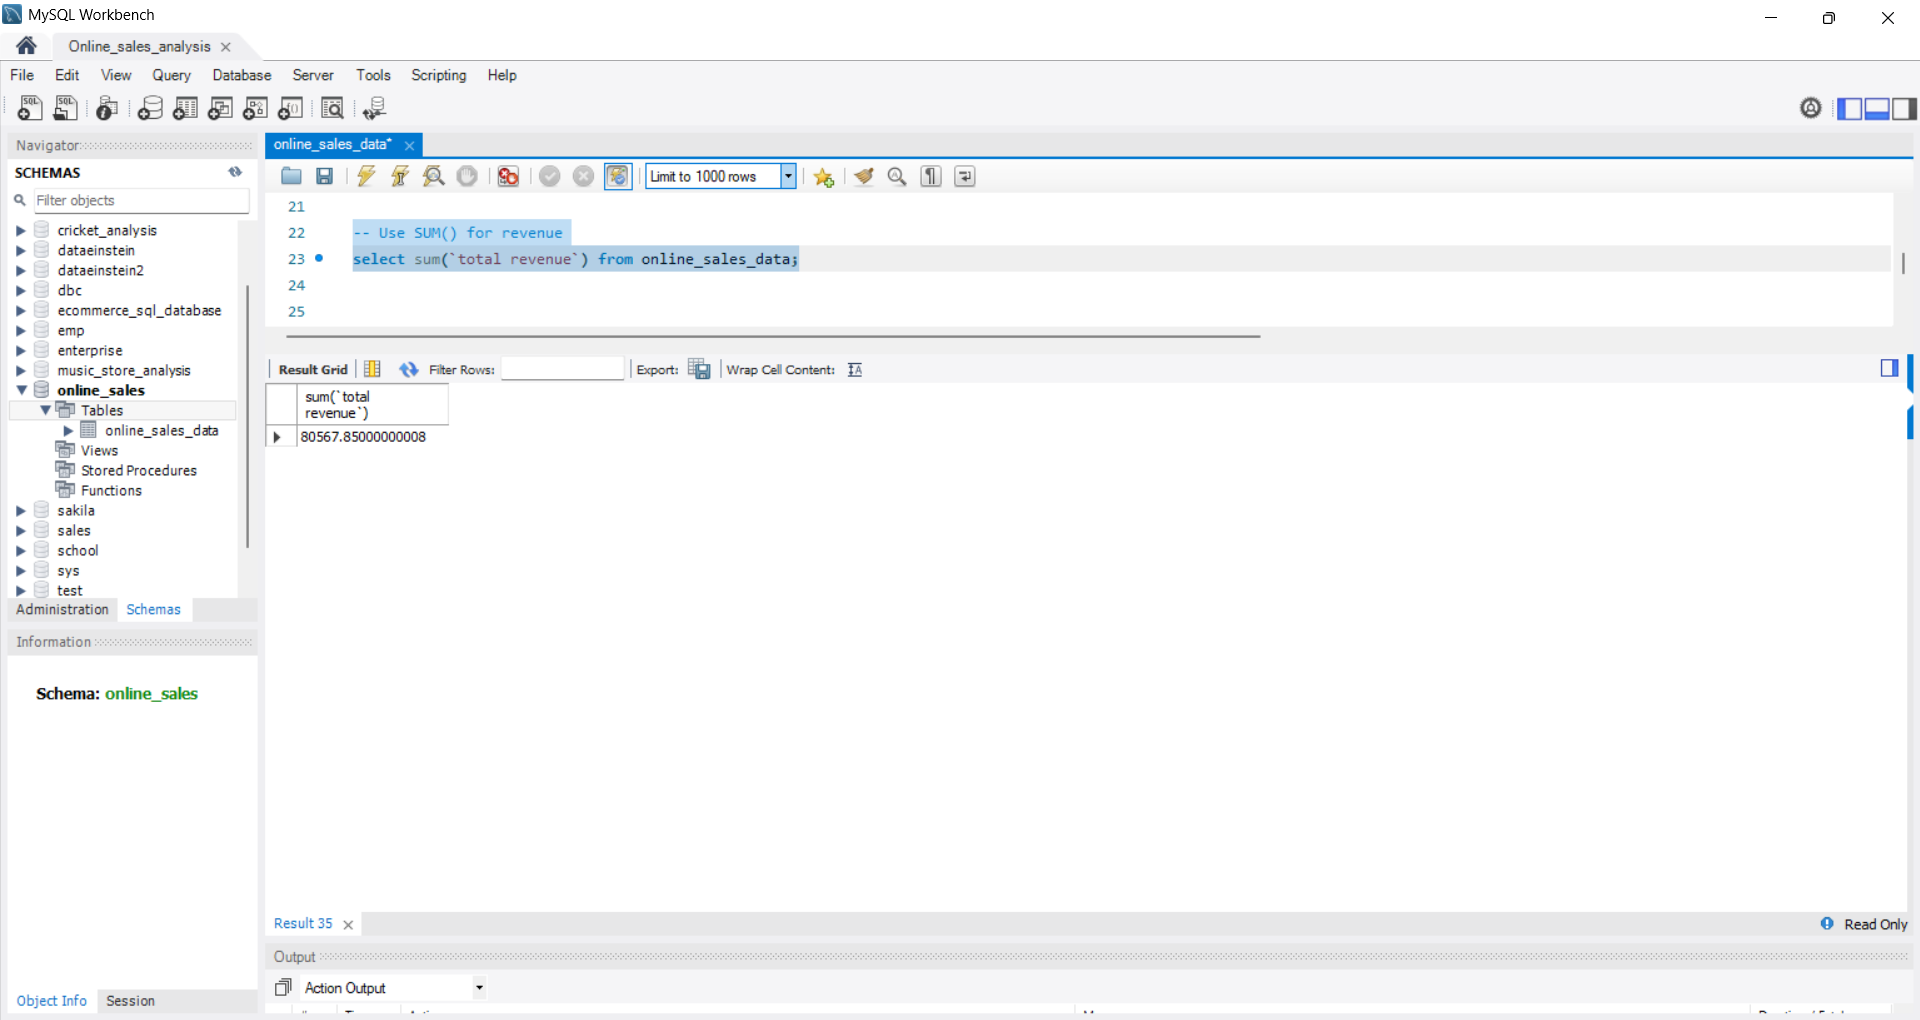 MySQL Workbench
Online_sales_analysis
File Edit View Query Database Server Tools Scripting Help
Navigator
SCHEMAS
Filter objects
cricket_analysis
dataeinstein
dataeinstein2
dbc
ecommerce_sql_database
emp
enterprise
music_store_analysis
online_sales
Tables
online_sales_data
Views
Stored Procedures
Functions
sakila
sales
school
sys
test
Administration Schemas
Information
Schema: online_sales
Object Info Session
online_sales_data*
Limit to 1000 rows
21
22 -- Use SUM() for revenue
23 select sum(`total revenue`) from online_sales_data;
24
25
Result Grid Filter Rows: Export: Wrap Cell Content:
sum(`total
revenue`)
80567.85000000008
Result 35 Read Only
Output
Action Output